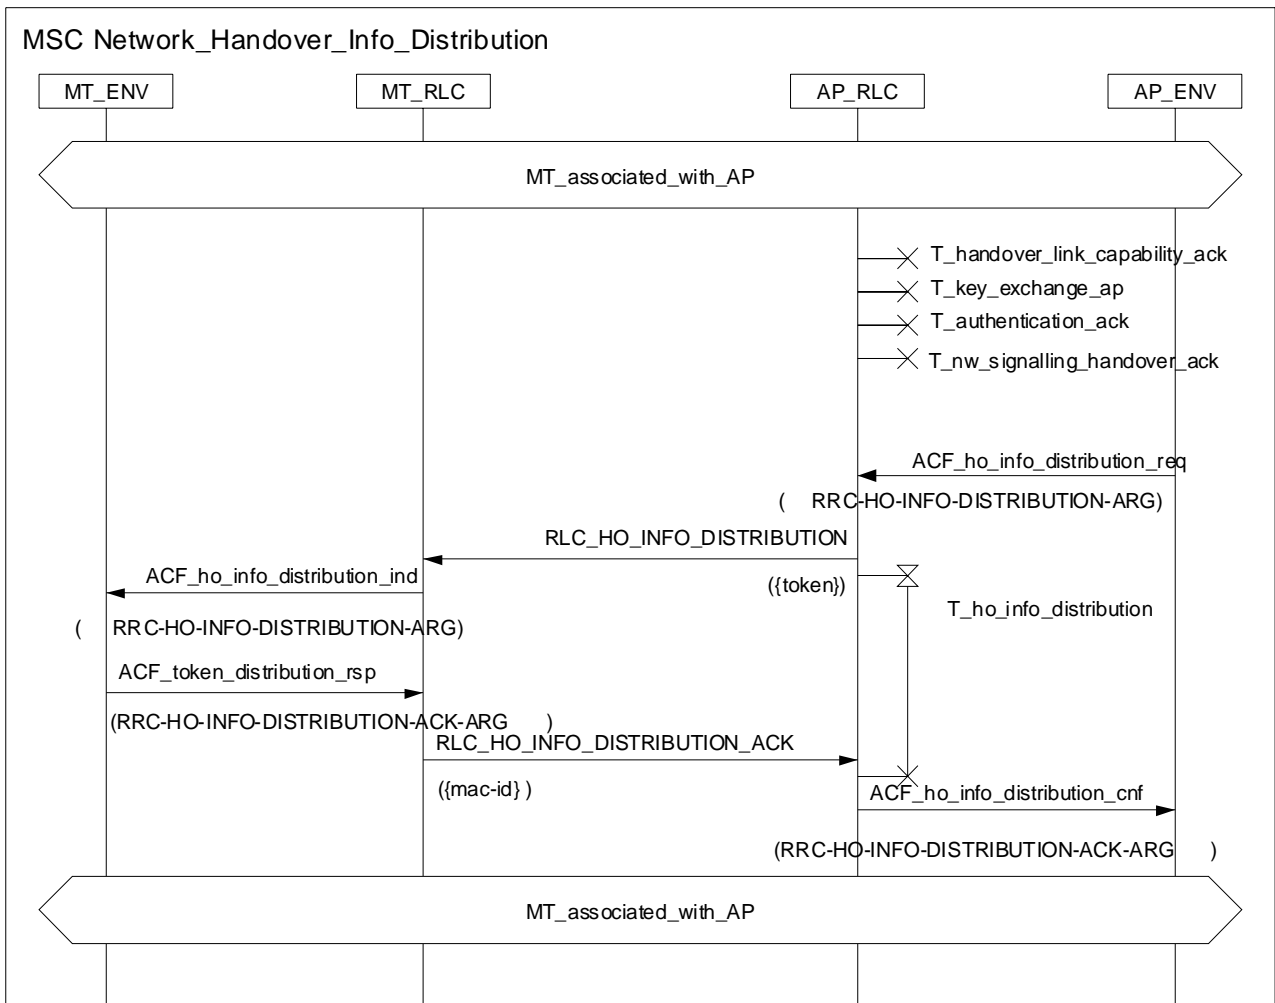 MSC Network_Handover_Info_Distribution
MT_ENV
MT_RLC
AP_RLC
AP_ENV
MT_associated_with_AP
T_handover_link_capability_ack
T_key_exchange_ap
T_authentication_ack
T_nw_signalling_handover_ack
ACF_ho_info_distribution_req
( RRC-HO-INFO-DISTRIBUTION-ARG)
RLC_HO_INFO_DISTRIBUTION
ACF_ho_info_distribution_ind
({token})
T_ho_info_distribution
( RRC-HO-INFO-DISTRIBUTION-ARG)
ACF_token_distribution_rsp
(RRC-HO-INFO-DISTRIBUTION-ACK-ARG )
RLC_HO_INFO_DISTRIBUTION_ACK
({mac-id} )
ACF_ho_info_distribution_cnf
(RRC-HO-INFO-DISTRIBUTION-ACK-ARG )
MT_associated_with_AP